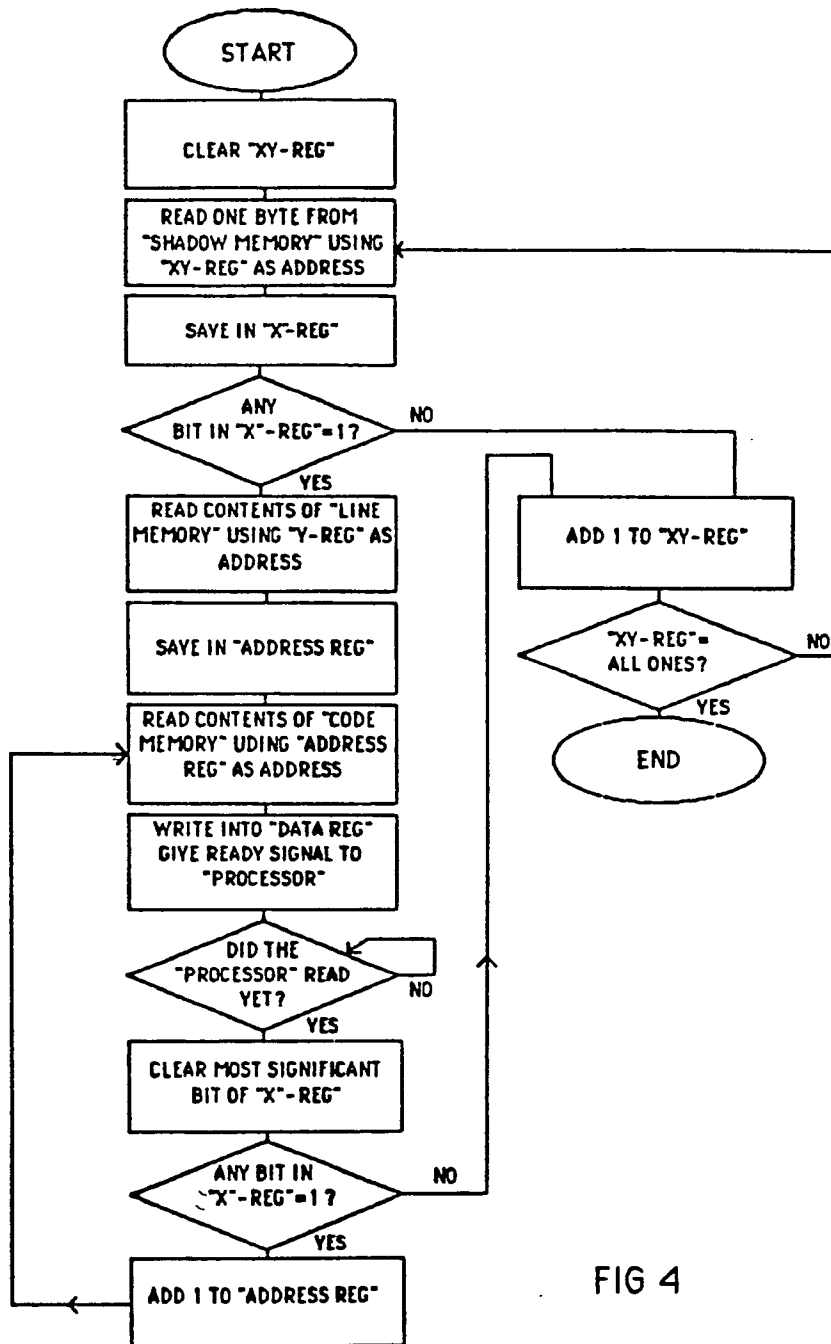 START
CLEAR "XY-REG"
READ ONE BYTE FROM
"SHADOW MEMORY" USING
"XY-REG" AS ADDRESS
SAVE IN "X"-REG"
ANY
BIT IN "X"-REG"=1?
NO
YES
READ CONTENTS OF "LINE
MEMORY" USING "Y-REG" AS
ADDRESS
SAVE IN "ADDRESS REG"
READ CONTENTS OF "CODE
MEMORY" UDING "ADDRESS
REG" AS ADDRESS
WRITE INTO "DATA REG"
GIVE READY SIGNAL TO
"PROCESSOR"
DID THE
"PROCESSOR" READ
YET?
NO
YES
CLEAR MOST SIGNIFICANT
BIT OF "X"-REG"
ANY BIT IN
"X"-REG"=1?
NO
YES
ADD 1 TO "ADDRESS REG"
ADD 1 TO "XY-REG"
"XY-REG"=
ALL ONES?
NO
YES
END
FIG 4